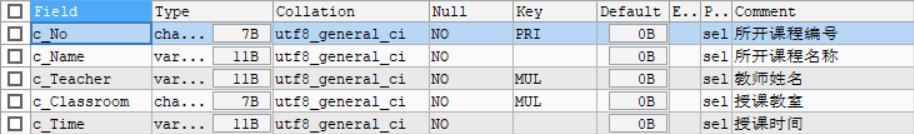 Field Type Collation Null Key Default E.. P.. Comment
c_No cha... 7B utf8_general_ci NO PRI 0B sel 所开课程编号
c_Name var... 11B utf8_general_ci NO 0B sel 所开课程名称
c_Teacher var... 11B utf8_general_ci NO MUL 0B sel 教师姓名
c_Classroom cha... 7B utf8_general_ci NO MUL 0B sel 授课教室
c_Time var... 11B utf8_general_ci NO 0B sel 授课时间